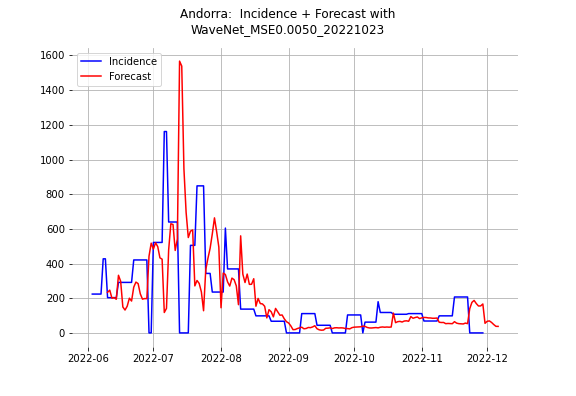 Andorra:  Incidence + Forecast with
WaveNet_MSE0.0050_20221023
Incidence
Forecast
1600
1400
1200
1000
800
600
400
200
0
2022-06 2022-07 2022-08 2022-09 2022-10 2022-11 2022-12